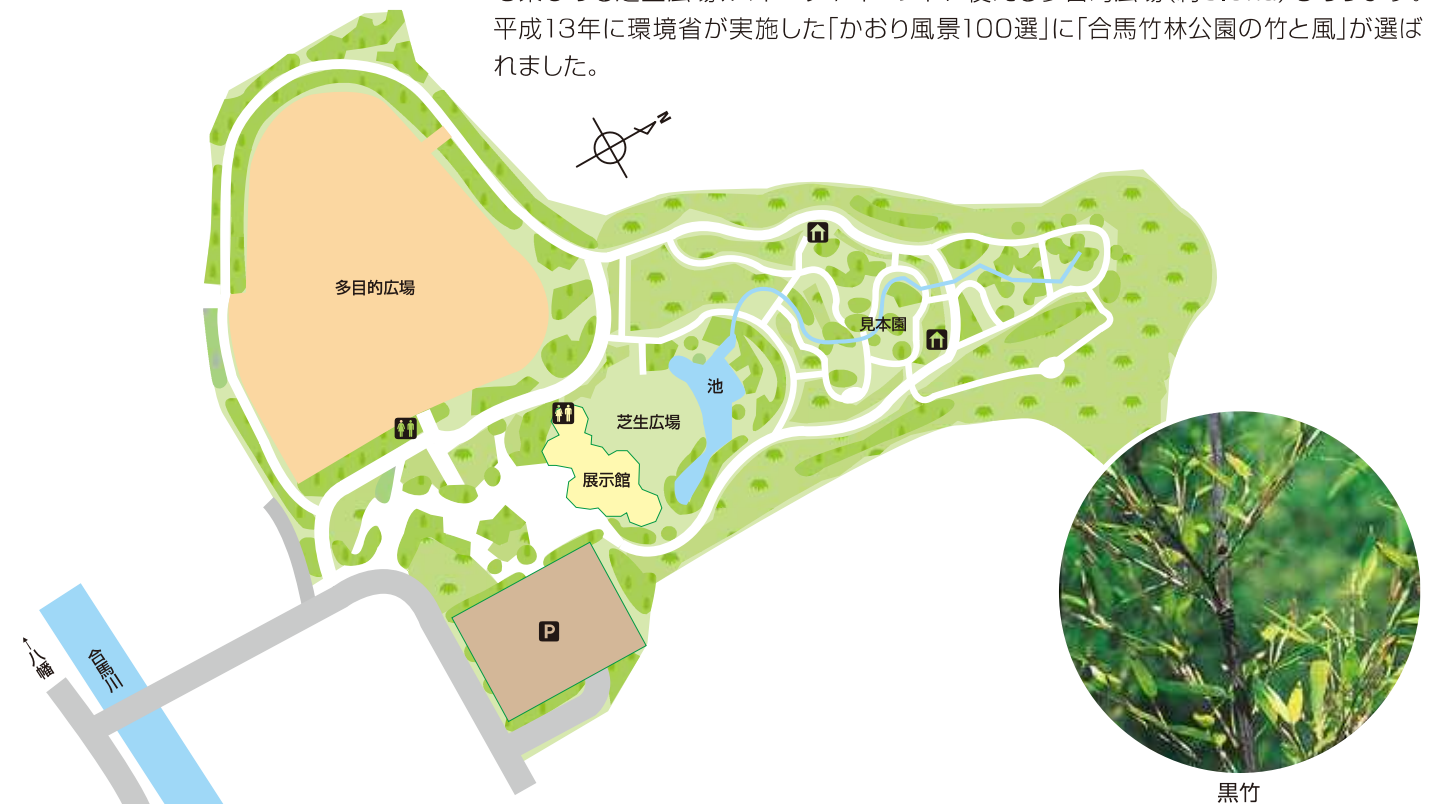 平成13年に環境省が実施した「かおり風景100選」に「合馬竹林公園の竹と風」が選ば
れました。
N
多目的広場
見本園
池
芝生広場
展示館
P
八幡
合馬川
黒竹